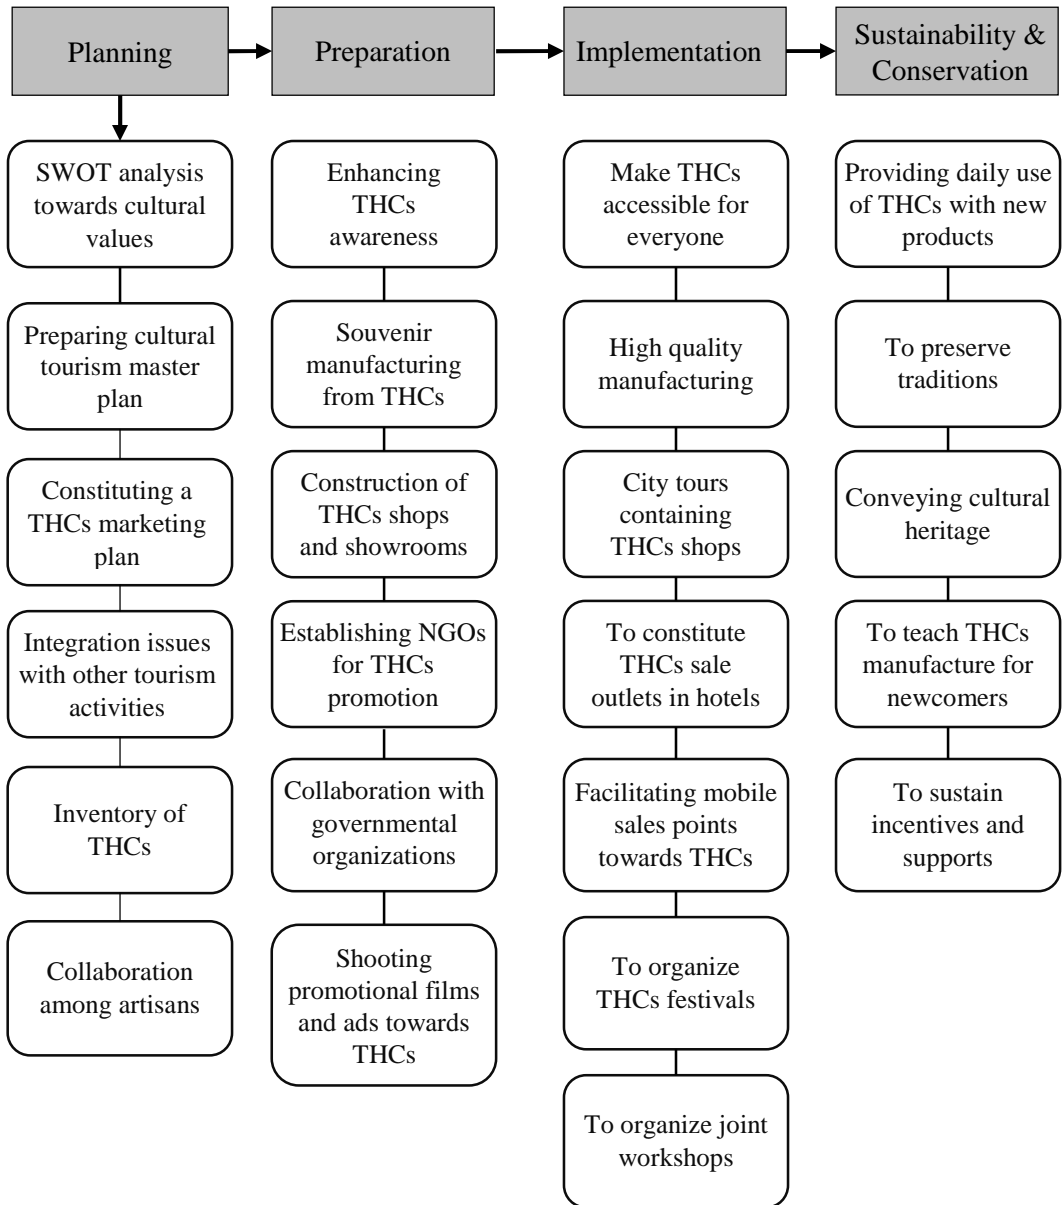 Planning
Preparation
Implementation
Sustainability &
Conservation
SWOT analysis
towards cultural
values
Preparing cultural
tourism master
plan
Constituting a
THCs marketing
plan
Integration issues
with other tourism
activities
Inventory of
THCs
Collaboration
among artisans
Enhancing
THCs
awareness
Souvenir
manufacturing
from THCs
Construction of
THCs shops
and showrooms
Establishing NGOs
for THCs
promotion
Collaboration with
governmental
organizations
Shooting
promotional films
and ads towards
THCs
Make THCs
accessible for
everyone
High quality
manufacturing
City tours
containing
THCs shops
To constitute
THCs sale
outlets in hotels
Facilitating mobile
sales points
towards THCs
To organize
THCs festivals
To organize joint
workshops
Providing daily use
of THCs with new
products
To preserve
traditions
Conveying cultural
heritage
To teach THCs
manufacture for
newcomers
To sustain
incentives and
supports